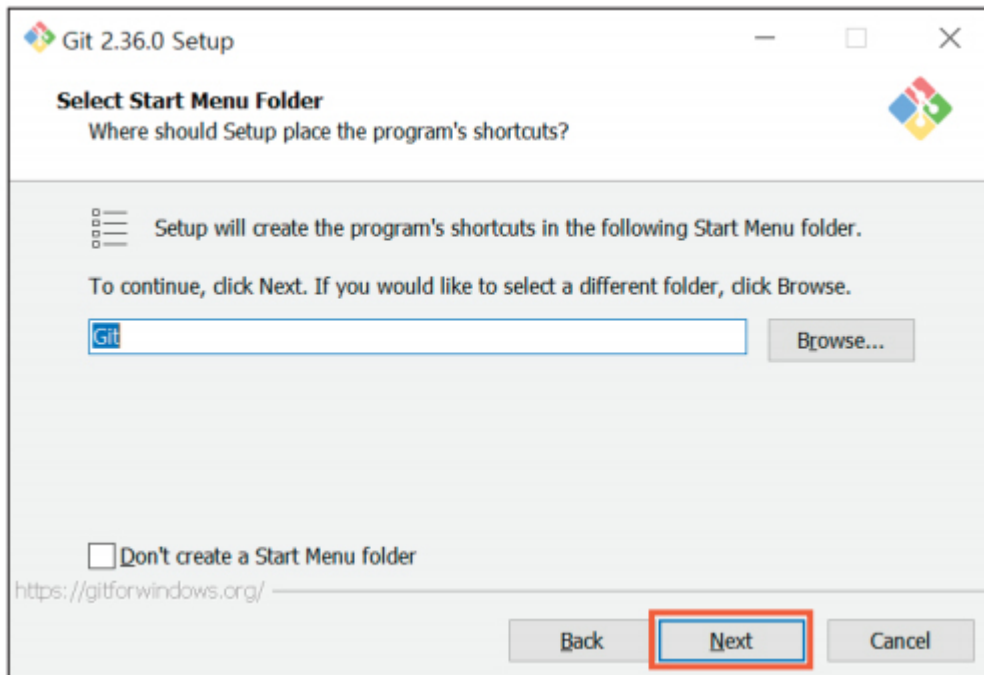 Git 2.36.0 Setup
Select Start Menu Folder
Where should Setup place the program's shortcuts?
Setup will create the program's shortcuts in the following Start Menu folder.
To continue, click Next. If you would like to select a different folder, click Browse.
Git
Browse...
Don't create a Start Menu folder
https://gitforwindows.org/
Back
Next
Cancel